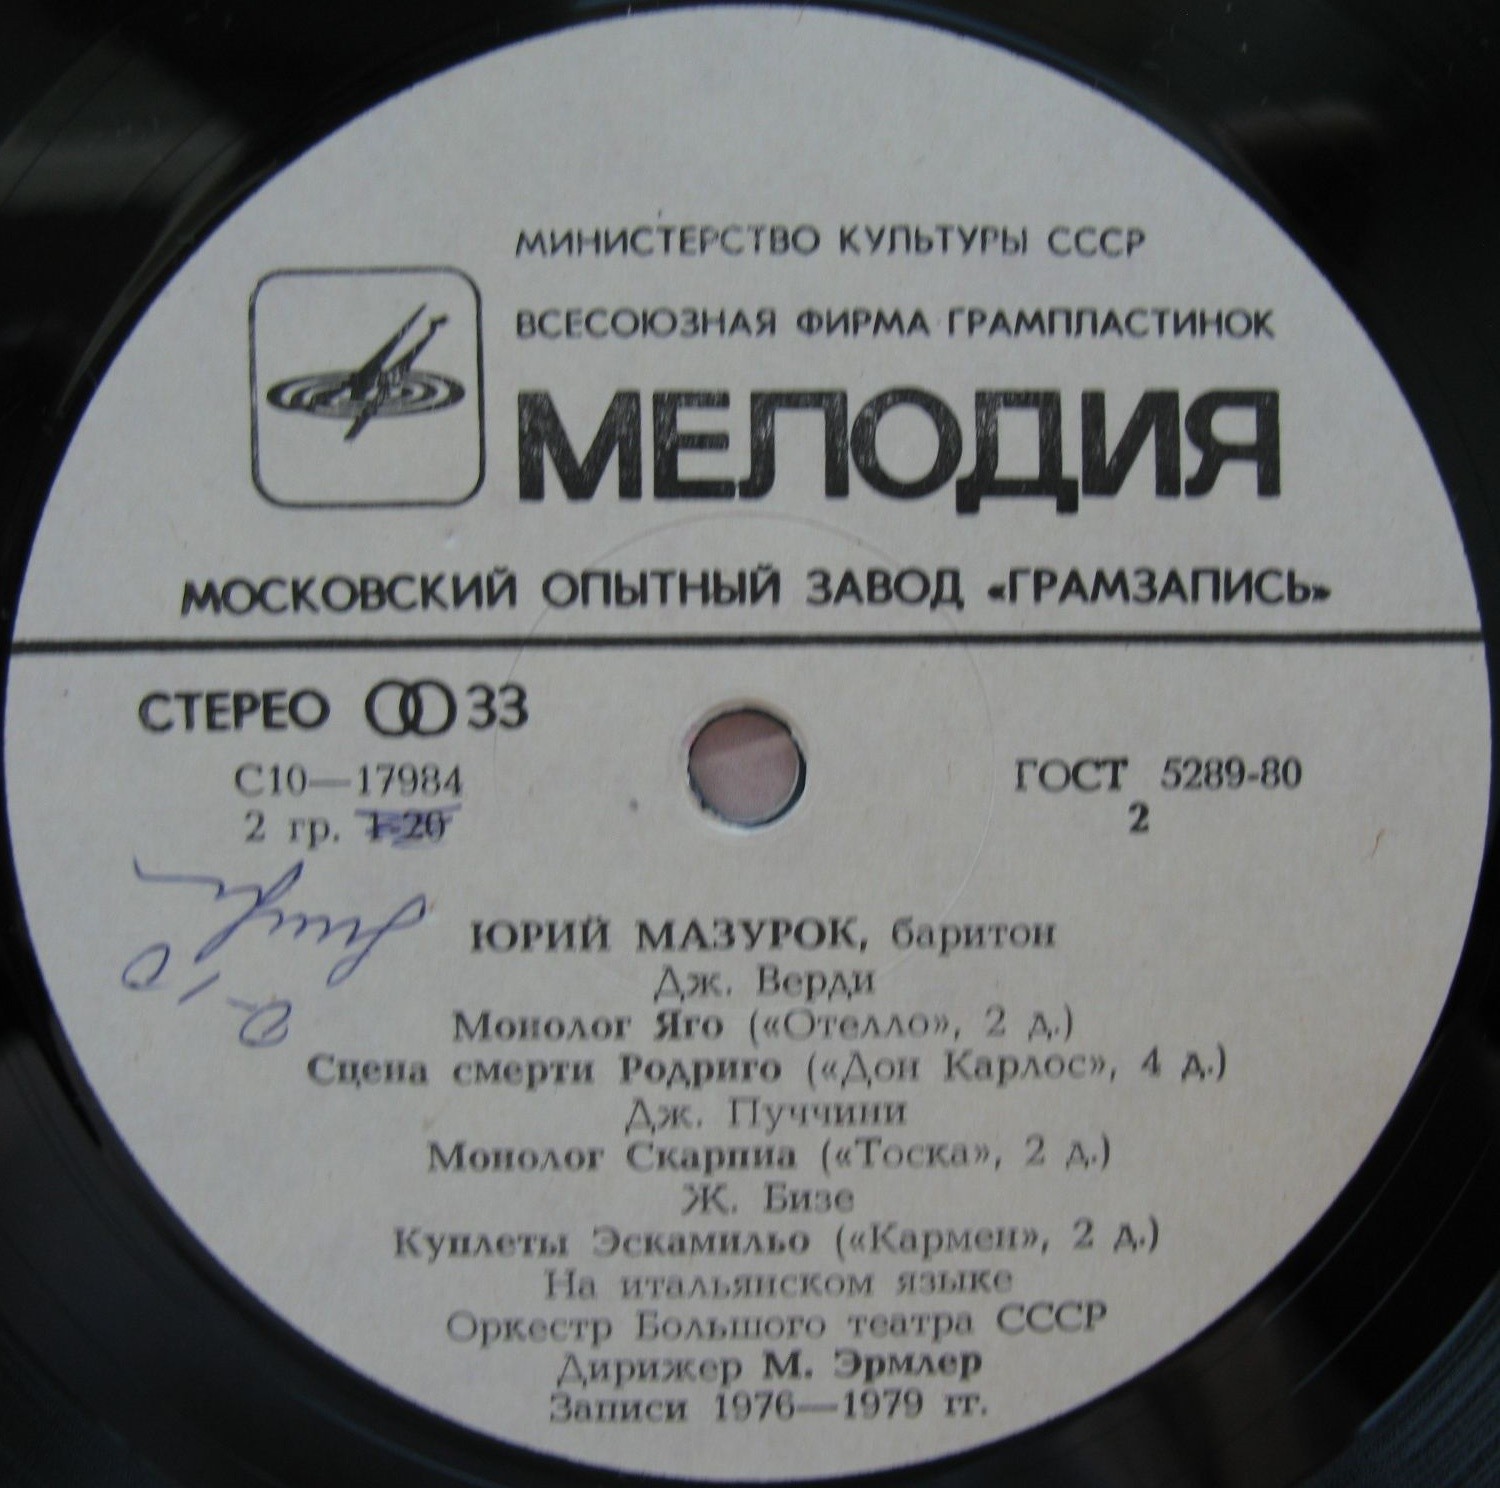 МИНИСТЕРСТВО КУЛЬТУРЫ СССР
ВСЕСОЮЗНАЯ ФИРМА ГРАМПЛАСТИНОК
МЕЛОДИЯ
МОСКОВСКИЙ ОПЫТНЫЙ ЗАВОД «ГРАМЗАПИСЬ»
СТЕРЕО 33
С10—17984
ГОСТ 5289-80
2 гр. 1-20
2
ЮРИЙ МАЗУРОК, баритон
Дж. Верди
Монолог Яго («Отелло», 2 д.)
Сцена смерти Родриго («Дон Карлос», 4 д.)
Дж. Пуччини
Монолог Скарпиа («Тоска», 2 д.)
Ж. Бизе
Куплеты Эскамильо («Кармен», 2 д.)
На итальянском языке
Оркестр Большого театра СССР
Дирижер М. Эрмлер
Записи 1976—1979 гг.